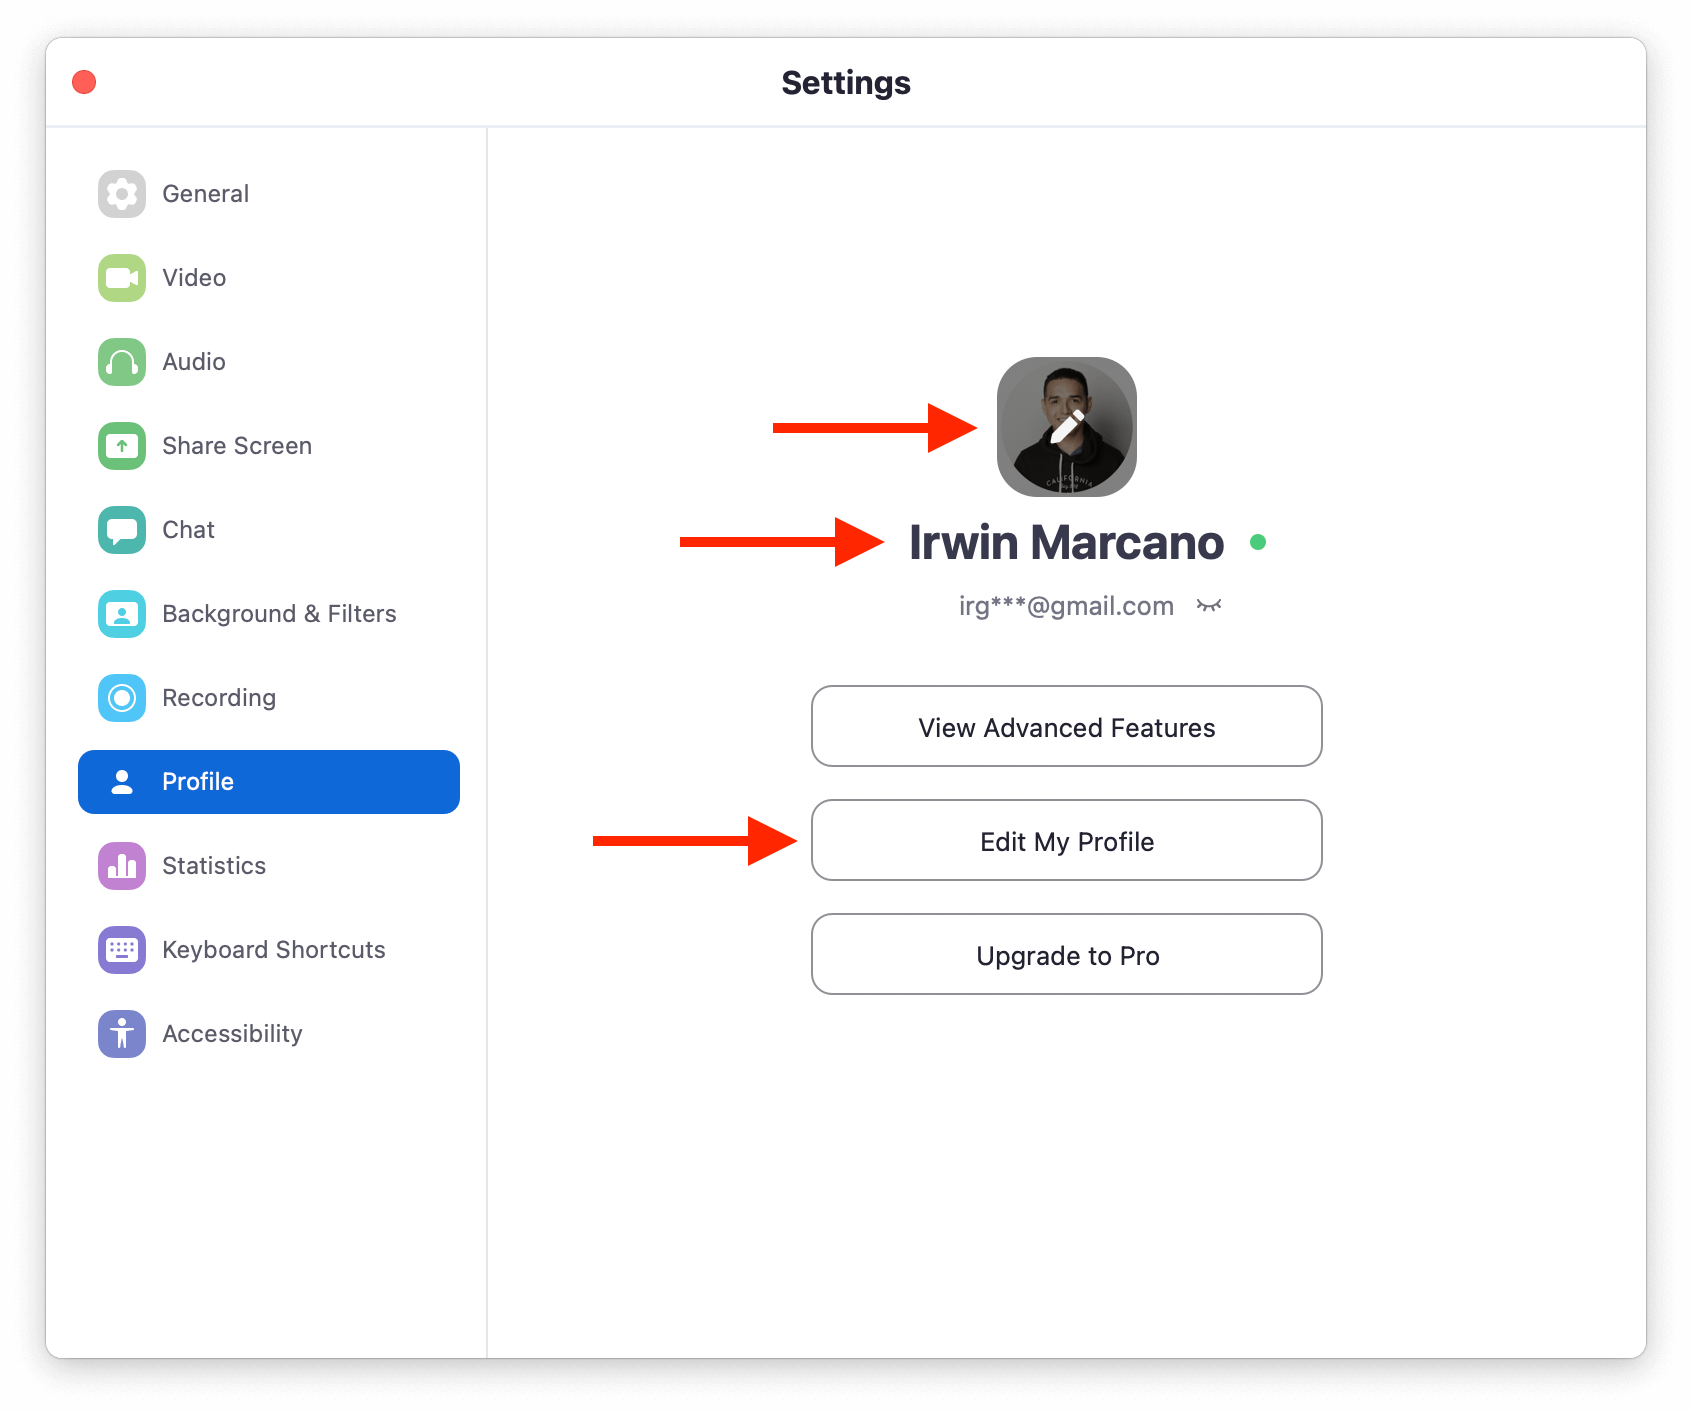 Settings
General
Video
Audio
Share Screen
Chat
Background & Filters
Recording
Profile
Statistics
Keyboard Shortcuts
Accessibility
CALIFORNIA
Irwin Marcano
irg***@gmail.com
View Advanced Features
Edit My Profile
Upgrade to Pro